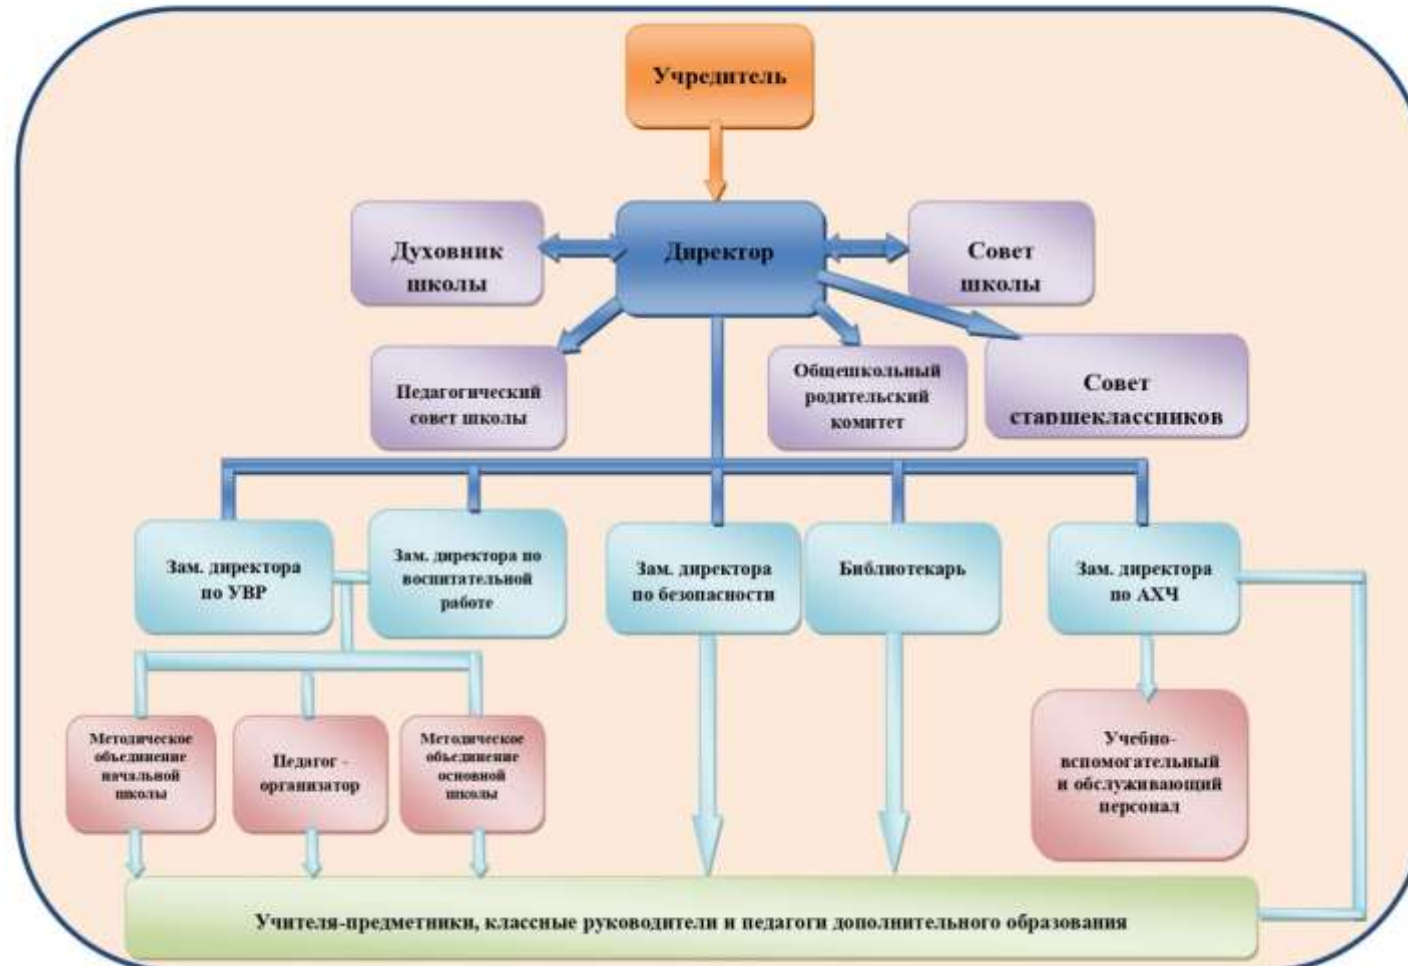 Учредитель
Духовник
школы
Директор
Совет
школы
Педагогический
совет школы
Общешкольный
родительский
комитет
Совет
старшеклассников
Зам. директора
по УВР
Зам. директора по
воспитательной
работе
Зам. директора
по безопасности
Библиотекарь
Зам. директора
по АХЧ
Методическое
объединение
начальной
школы
Педагог -
организатор
Методическое
объединение
основной
школы
Учебно-
вспомогательный
и обслуживающий
персонал
Учителя-предметники, классные руководители и педагоги дополнительного образования